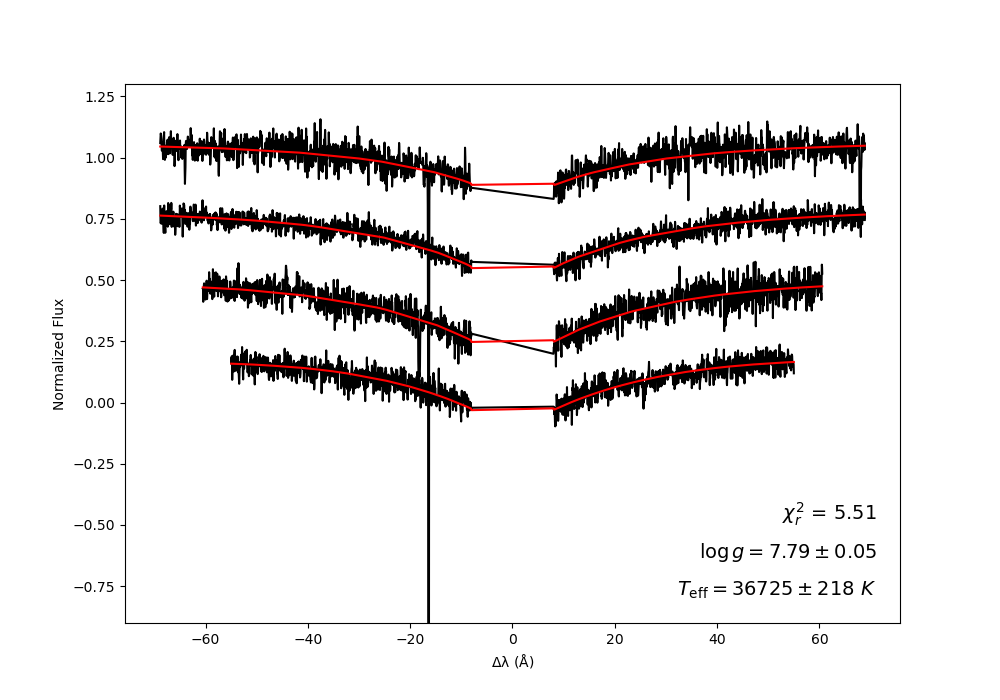 1.25
1.00
0.75
0.50
0.25
0.00
−0.25
−0.50
−0.75
Normalized Flux
χ²ᵣ = 5.51
log g = 7.79 ± 0.05
T_eff = 36725 ± 218 K
−60 −40 −20 0 20 40 60
Δλ (Å)